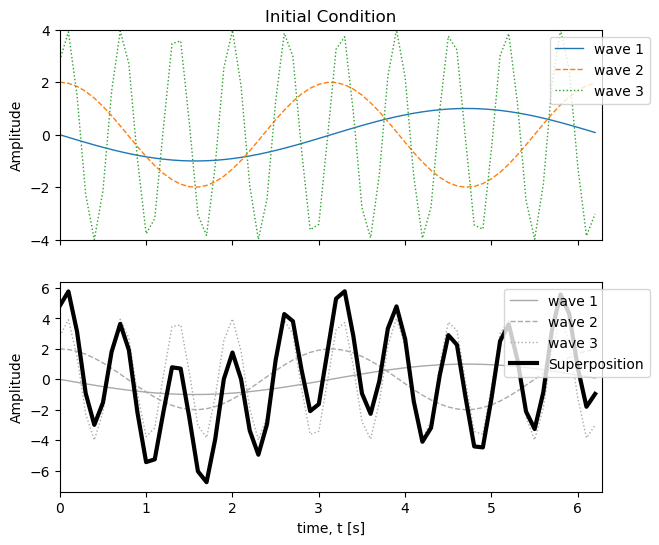 Initial Condition
4
2
0
−2
−4
Amplitude
wave 1
wave 2
wave 3
6
4
2
0
−2
−4
−6
Amplitude
wave 1
wave 2
wave 3
Superposition
0 1 2 3 4 5 6
time, t [s]